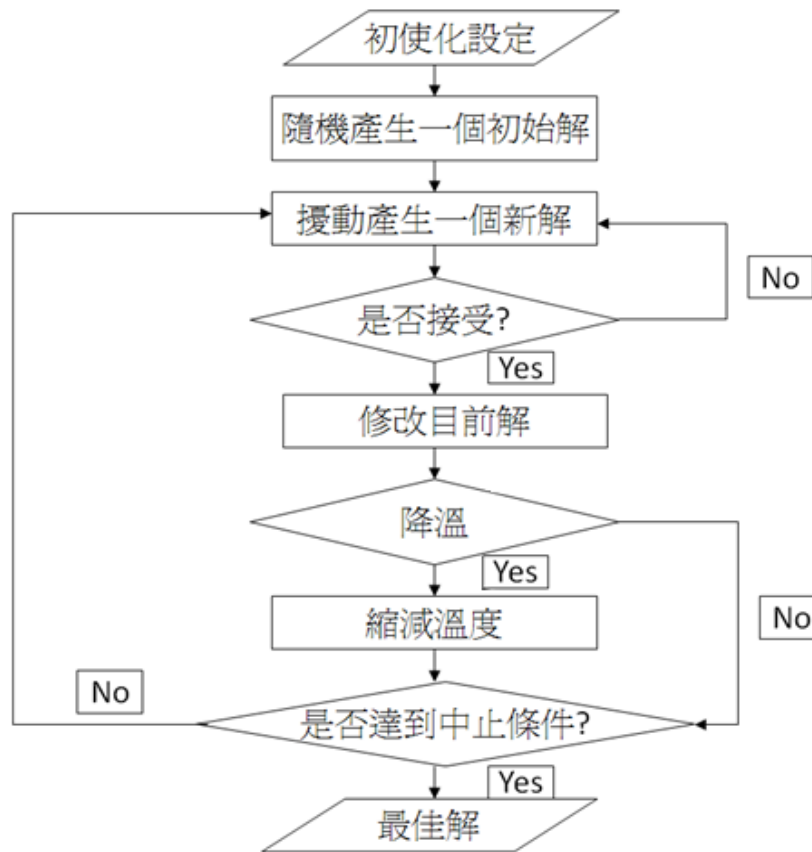 初使化設定
隨機產生一個初始解
擾動產生一個新解
No
是否接受?
Yes
修改目前解
降溫
Yes
No
縮減溫度
No
是否達到中止條件?
Yes
最佳解